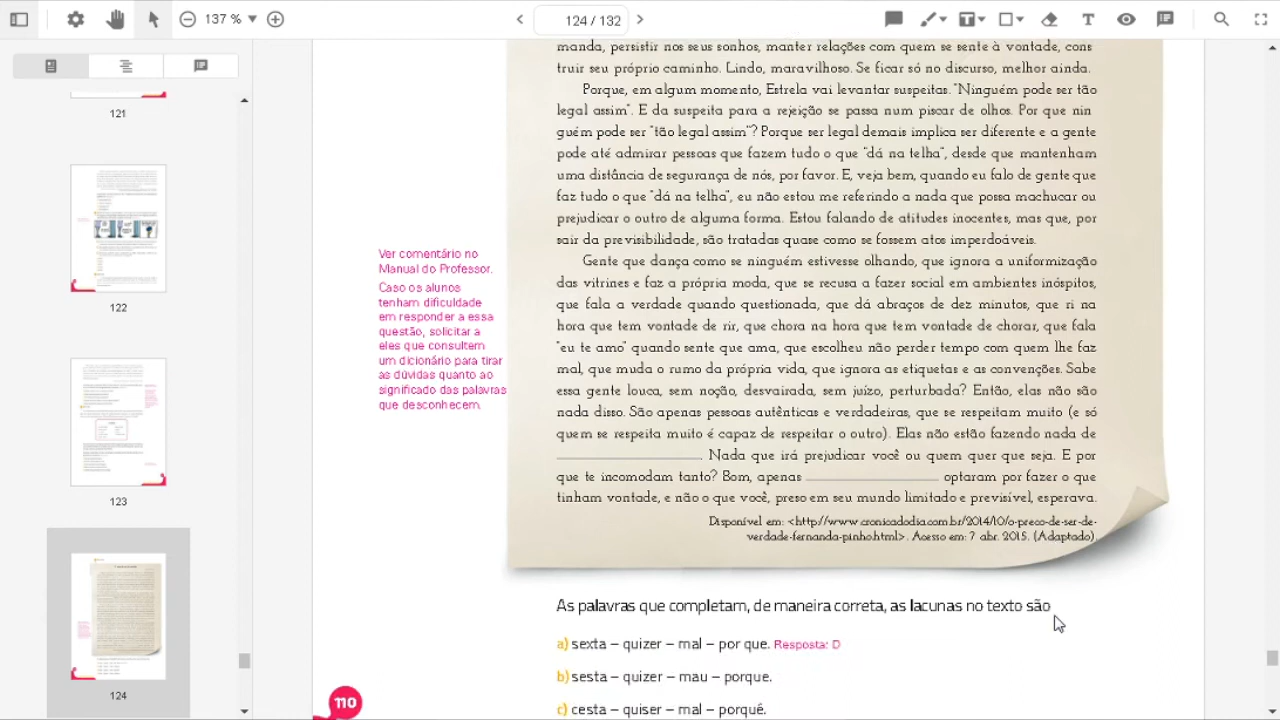 137 %
124 / 132
121
122
123
124
manda, persistir nos seus sonhos, manter relações com quem se sente à vontade, cons
truir seu próprio caminho. Lindo, maravilhoso. Se ficar só no discurso, melhor ainda.
Porque, em algum momento, Estrela vai levantar suspeitas. "Ninguém pode ser tão
legal assim". E da suspeita para a rejeição se passa num piscar de olhos. Por que nin
guém pode ser "tão legal assim"? Porque ser legal demais implica ser diferente e a gente
pode até admirar pessoas que fazem tudo o que "dá na telha", desde que mantenham
uma distância de segurança de nós, por favor. E, veja bem, quando eu falo de gente que
faz tudo o que "dá na telha", eu não estou me referindo a nada que possa machucar ou
prejudicar o outro de alguma forma. Estou falando de atitudes inocentes, mas que, por
da previsibilidade, são tratadas quase como se fossem atos imperdoáveis.
Gente que dança como se ninguém estivesse olhando, que ignora a uniformização
das vitrines e faz a própria moda, que se recusa a fazer social em ambientes inóspitos,
que fala a verdade quando questionada, que dá abraços de dez minutos, que ri na
hora que tem vontade de rir, que chora na hora que tem vontade de chorar, que fala
"eu te amo" quando sente que ama, que escolheu não perder tempo com quem lhe faz
que muda o rumo da própria vida, que ignora as etiquetas e as convenções. Sabe
essa gente louca, sem noção, desvairada, sem juízo, perturbada? Então, elas não são
nada disso. São apenas pessoas autênticas, verdadeiras, que se respeitam muito (e só
quem se respeita muito é capaz de respeitar o outro). Elas não estão fazendo nada de
. Nada que irá prejudicar você ou quem quer que seja. E por
que te incomodam tanto? Bom, apenas ____________ optaram por fazer o que
tinham vontade, e não o que você, preso em seu mundo limitado e previsível, esperava.
Disponível em: <http://www.cronicadodia.com.br/2014/10/o-preco-de-ser-de-
verdade-fernanda-pinho.html>. Acesso em: 7 abr. 2015. (Adaptado).
Ver comentário no
Manual do Professor.
Caso os alunos
tenham dificuldade
em responder a essa
questão, solicitar a
eles que consultem
um dicionário para tirar
as dúvidas quanto ao
significado das palavras
que desconhecem.
As palavras que completam, de maneira correta, as lacunas no texto são
a) sexta – quizer – mal – por que. Resposta: D
b) sesta – quizer – mau – porque.
c) cesta – quiser – mal – porquê.
110